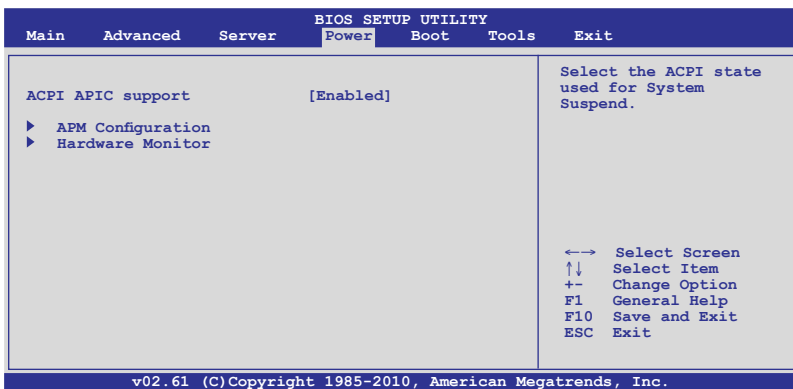 BIOS SETUP UTILITY
Main Advanced Server Power Boot Tools Exit
ACPI APIC support [Enabled]
APM Configuration
Hardware Monitor
Select the ACPI state
used for System
Suspend.
←→ Select Screen
↑↓ Select Item
+- Change Option
F1 General Help
F10 Save and Exit
ESC Exit
v02.61 (C)Copyright 1985-2010, American Megatrends, Inc.